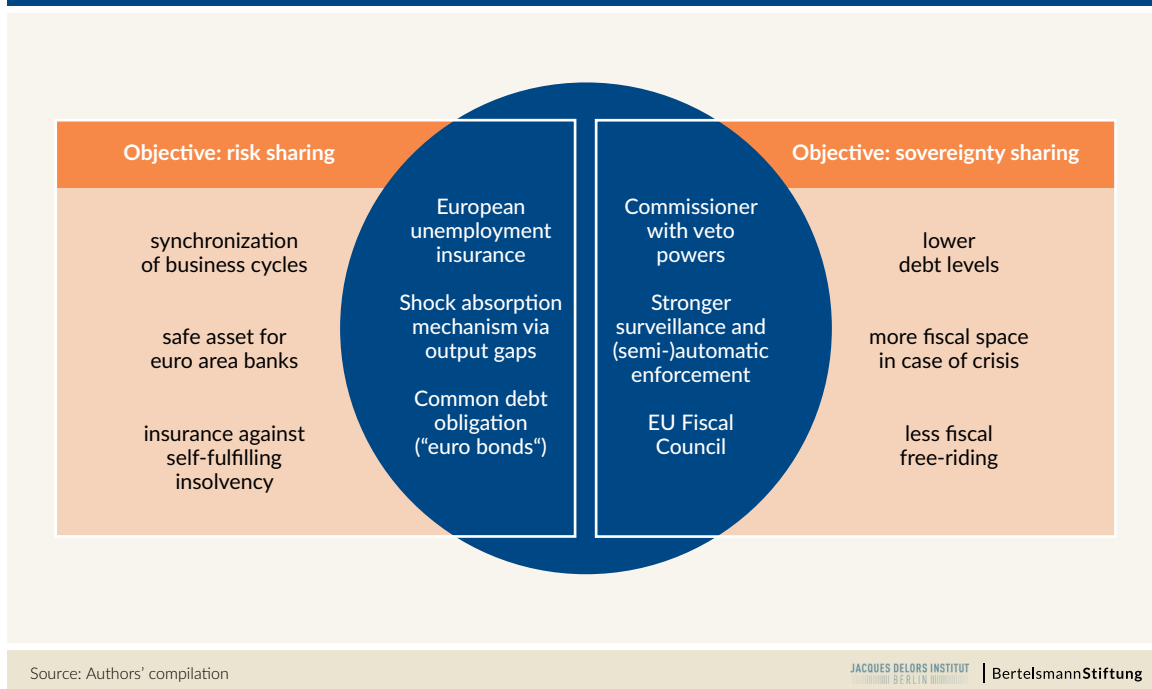 Objective: risk sharing
synchronization
of business cycles
safe asset for
euro area banks
insurance against
self-fulfilling
insolvency
European
unemployment
insurance
Shock absorption
mechanism via
output gaps
Common debt
obligation
(“euro bonds“)
Objective: sovereignty sharing
Commissioner
with veto
powers
Stronger
surveillance and
(semi-)automatic
enforcement
EU Fiscal
Council
lower
debt levels
more fiscal space
in case of crisis
less fiscal
free-riding
Source: Authors’ compilation
JACQUES DELORS INSTITUT
BERLIN
BertelsmannStiftung